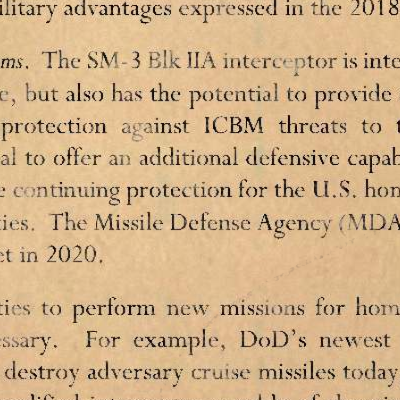 ilitary advantages expressed in the 2018
ms. The SM-3 Blk IIA interceptor is inte
e, but also has the potential to provide
protection against ICBM threats to t
al to offer an additional defensive capab
e continuing protection for the U.S. hom
ies. The Missile Defense Agency (MDA
et in 2020.
ties to perform new missions for hom
ssary. For example, DoD's newest
destroy adversary cruise missiles today